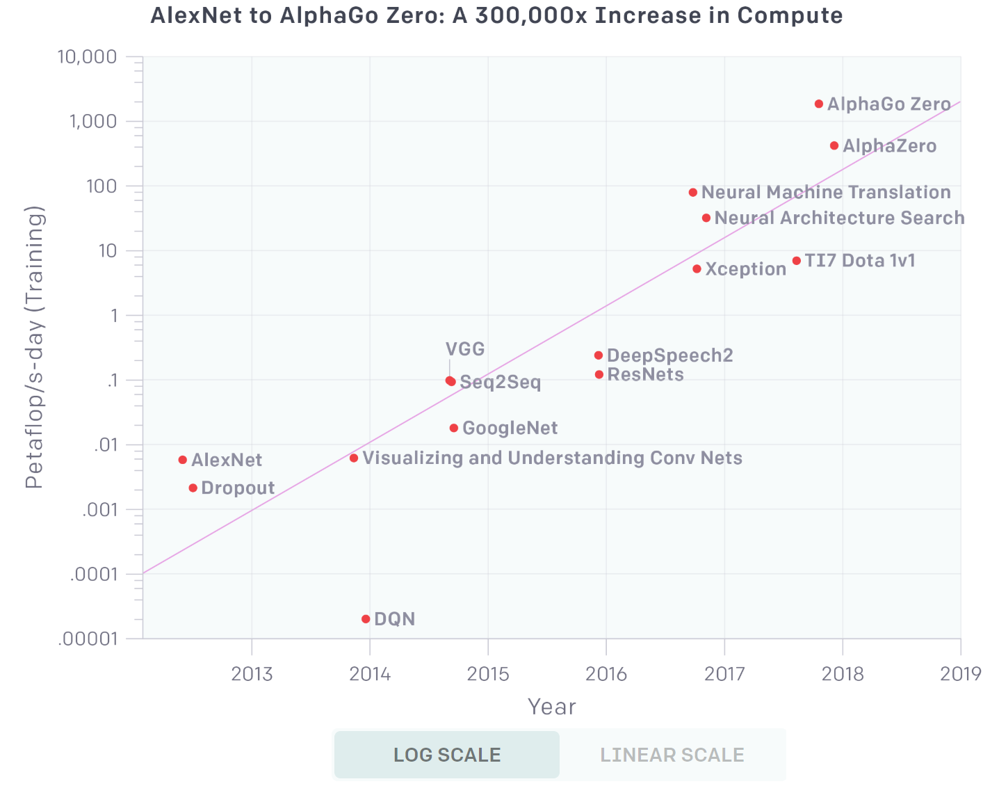 AlexNet to AlphaGo Zero: A 300,000x Increase in Compute
Petaflop/s-day (Training)
10,000
1,000
100
10
1
.1
.01
.001
.0001
.00001
AlphaGo Zero
AlphaZero
Neural Machine Translation
Neural Architecture Search
TI7 Dota 1v1
Xception
VGG
DeepSpeech2
ResNets
Seq2Seq
GoogleNet
AlexNet
Visualizing and Understanding Conv Nets
Dropout
DQN
2013 2014 2015 2016 2017 2018 2019
Year
LOG SCALE LINEAR SCALE